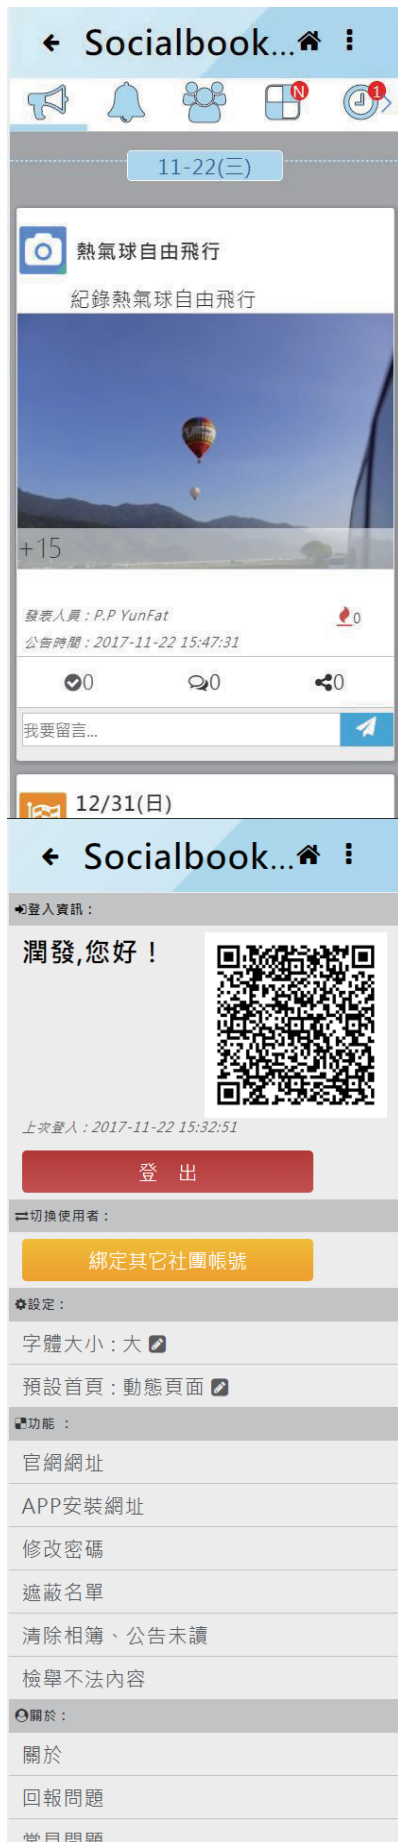 Socialbook...
N
1
11-22(三)
熱氣球自由飛行
紀錄熱氣球自由飛行
+15
發表人員 : P.P YunFat
0
公告時間 : 2017-11-22 15:47:31
0 0 0
我要留言...
12/31(日)
Socialbook...
登入資訊 :
潤發,您好！
上次登入 : 2017-11-22 15:32:51
登 出
切換使用者 :
綁定其它社團帳號
設定 :
字體大小 : 大
預設首頁 : 動態頁面
功能 :
官網網址
APP安裝網址
修改密碼
遮蔽名單
清除相簿、公告未讀
檢舉不法內容
關於 :
關於
回報問題
常見問題